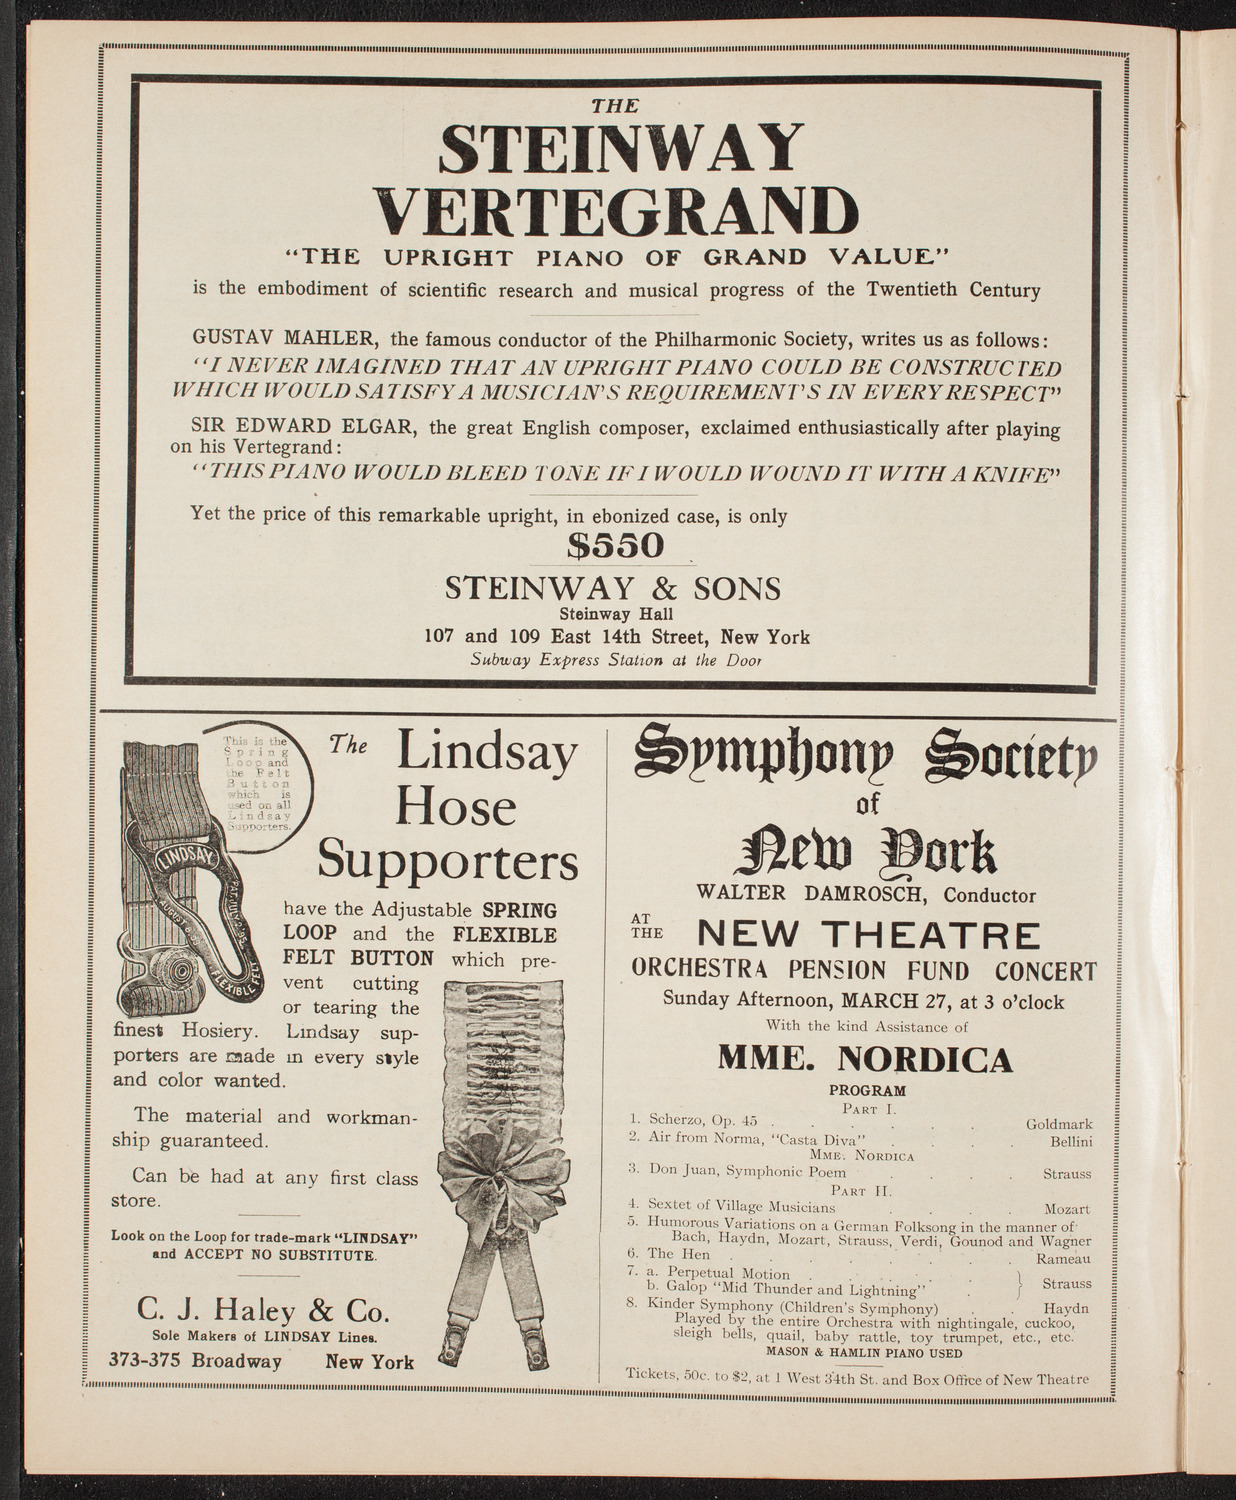 THE
STEINWAY
VERTEGRAND
"THE UPRIGHT PIANO OF GRAND VALUE"
is the embodiment of scientific research and musical progress of the Twentieth Century
GUSTAV MAHLER, the famous conductor of the Philharmonic Society, writes us as follows:
"I NEVER IMAGINED THAT AN UPRIGHT PIANO COULD BE CONSTRUCTED
WHICH WOULD SATISFY A MUSICIAN'S REQUIREMENT'S IN EVERY RESPECT"
SIR EDWARD ELGAR, the great English composer, exclaimed enthusiastically after playing
on his Vertegrand:
"THIS PIANO WOULD BLEED TONE IF I WOULD WOUND IT WITH A KNIFE"
Yet the price of this remarkable upright, in ebonized case, is only
$550
STEINWAY & SONS
Steinway Hall
107 and 109 East 14th Street, New York
Subway Express Station at the Door
This is the
Spring
Loop and
the Felt
Button
which is
used on all
Lindsay
Supporters.
LINDSAY
PAT. JULY 2, '95
AUGUST 6, 
FLEXIBLE FELT
The Lindsay
Hose
Supporters
have the Adjustable SPRING
LOOP and the FLEXIBLE
FELT BUTTON which pre-
vent cutting
or tearing the
finest Hosiery. Lindsay sup-
porters are made in every style
and color wanted.
The material and workman-
ship guaranteed.
Can be had at any first class
store.
Look on the Loop for trade-mark "LINDSAY"
and ACCEPT NO SUBSTITUTE.
C. J. Haley & Co.
Sole Makers of LINDSAY Lines.
373-375 Broadway New York
Symphony Society
of
New York
WALTER DAMROSCH, Conductor
AT THE NEW THEATRE
ORCHESTRA PENSION FUND CONCERT
Sunday Afternoon, MARCH 27, at 3 o'clock
With the kind Assistance of
MME. NORDICA
PROGRAM
PART I.
1. Scherzo, Op. 45 . . . . . . Goldmark
2. Air from Norma, "Casta Diva" . . . . Bellini
MME. NORDICA
3. Don Juan, Symphonic Poem . . . . Strauss
PART II.
4. Sextet of Village Musicians . . . . Mozart
5. Humorous Variations on a German Folksong in the manner of
Bach, Haydn, Mozart, Strauss, Verdi, Gounod and Wagner
6. The Hen . . . . . . . Rameau
7. a. Perpetual Motion . . . . .
b. Galop "Mid Thunder and Lightning" . } Strauss
8. Kinder Symphony (Children's Symphony) . . Haydn
Played by the entire Orchestra with nightingale, cuckoo,
sleigh bells, quail, baby rattle, toy trumpet, etc., etc.
MASON & HAMLIN PIANO USED
Tickets, 50c. to $2, at 1 West 34th St. and Box Office of New Theatre